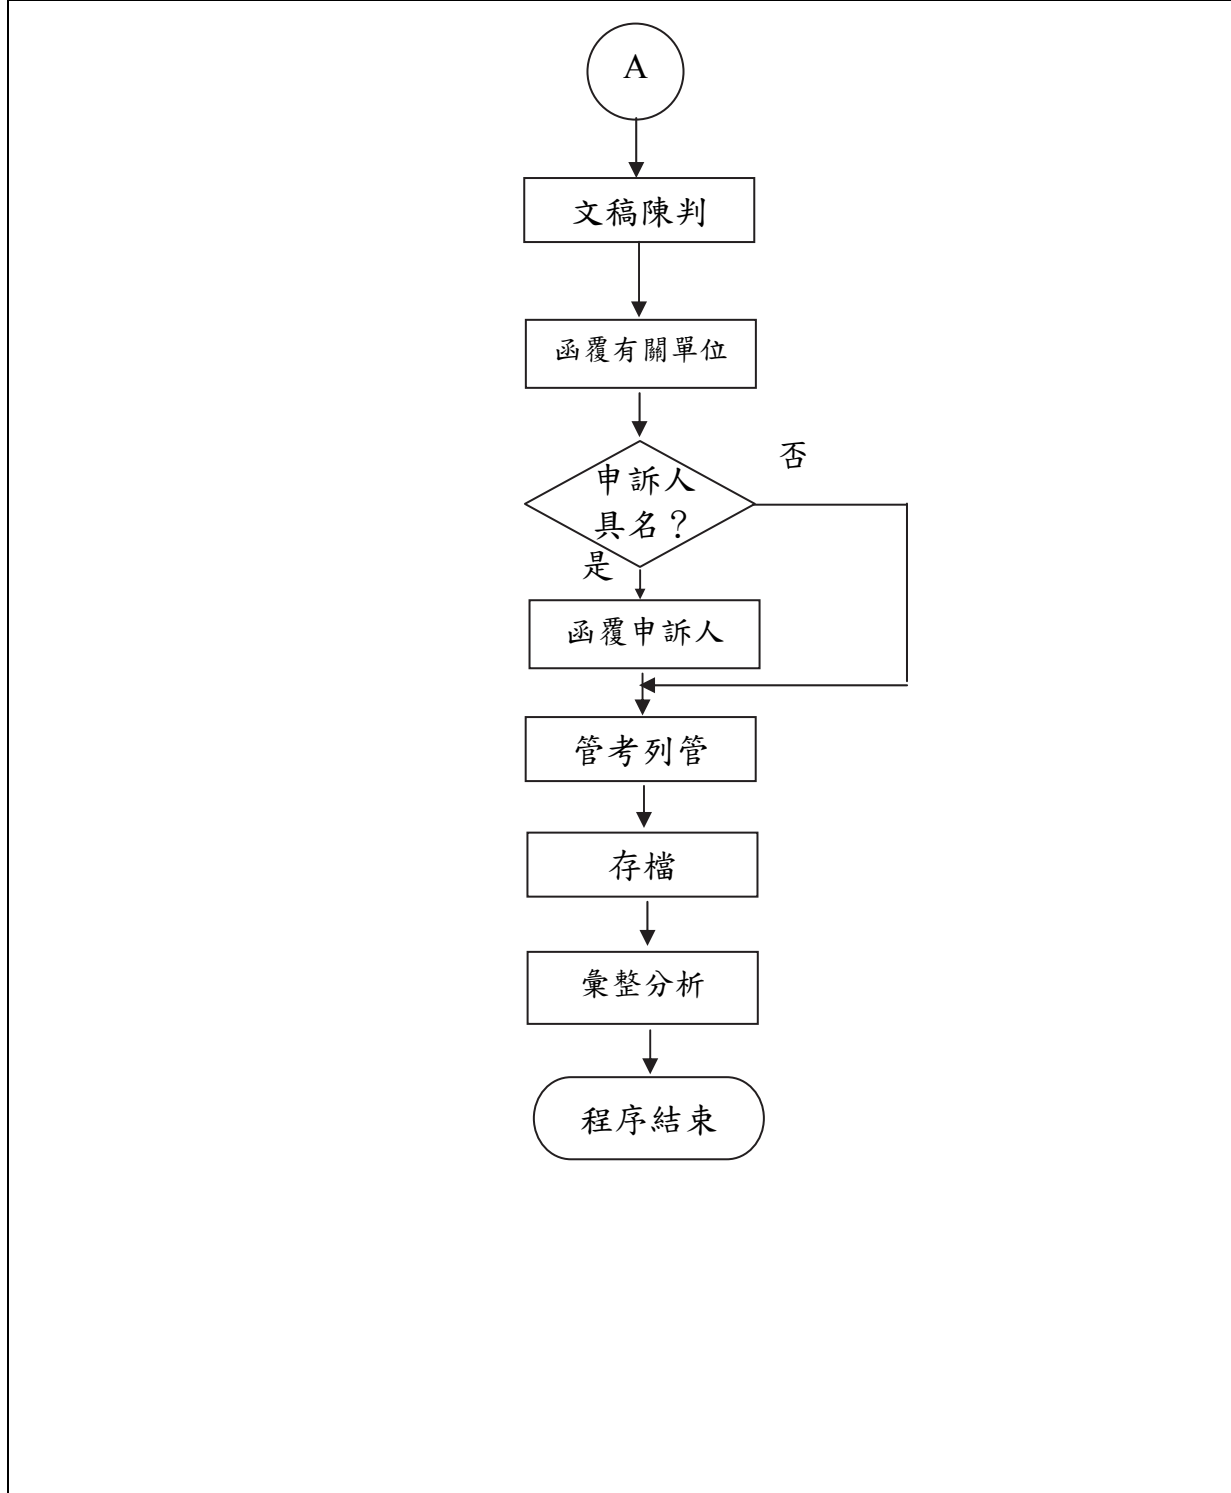 A
文稿陳判
函覆有關單位
否
申訴人
具名？
是
函覆申訴人
管考列管
存檔
彙整分析
程序結束